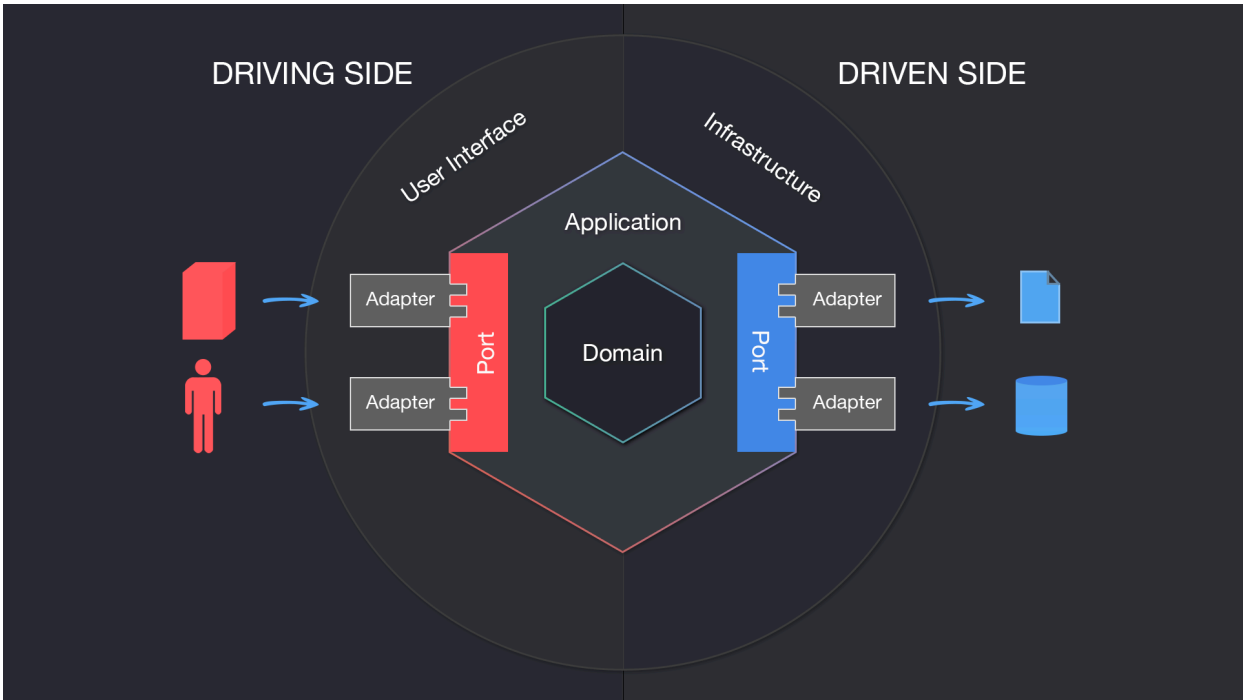 DRIVING SIDE
DRIVEN SIDE
User Interface
Infrastructure
Application
Adapter
Adapter
Port
Domain
Port
Adapter
Adapter